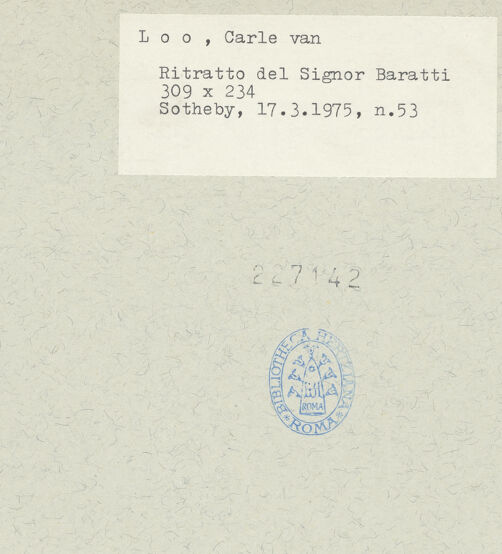 L o o , Carle van
Ritratto del Signor Baratti
309 x 234
Sotheby, 17.3.1975, n.53
227142
BIBLIOTHECA HERTZIANA
ROMA
* ROMA *